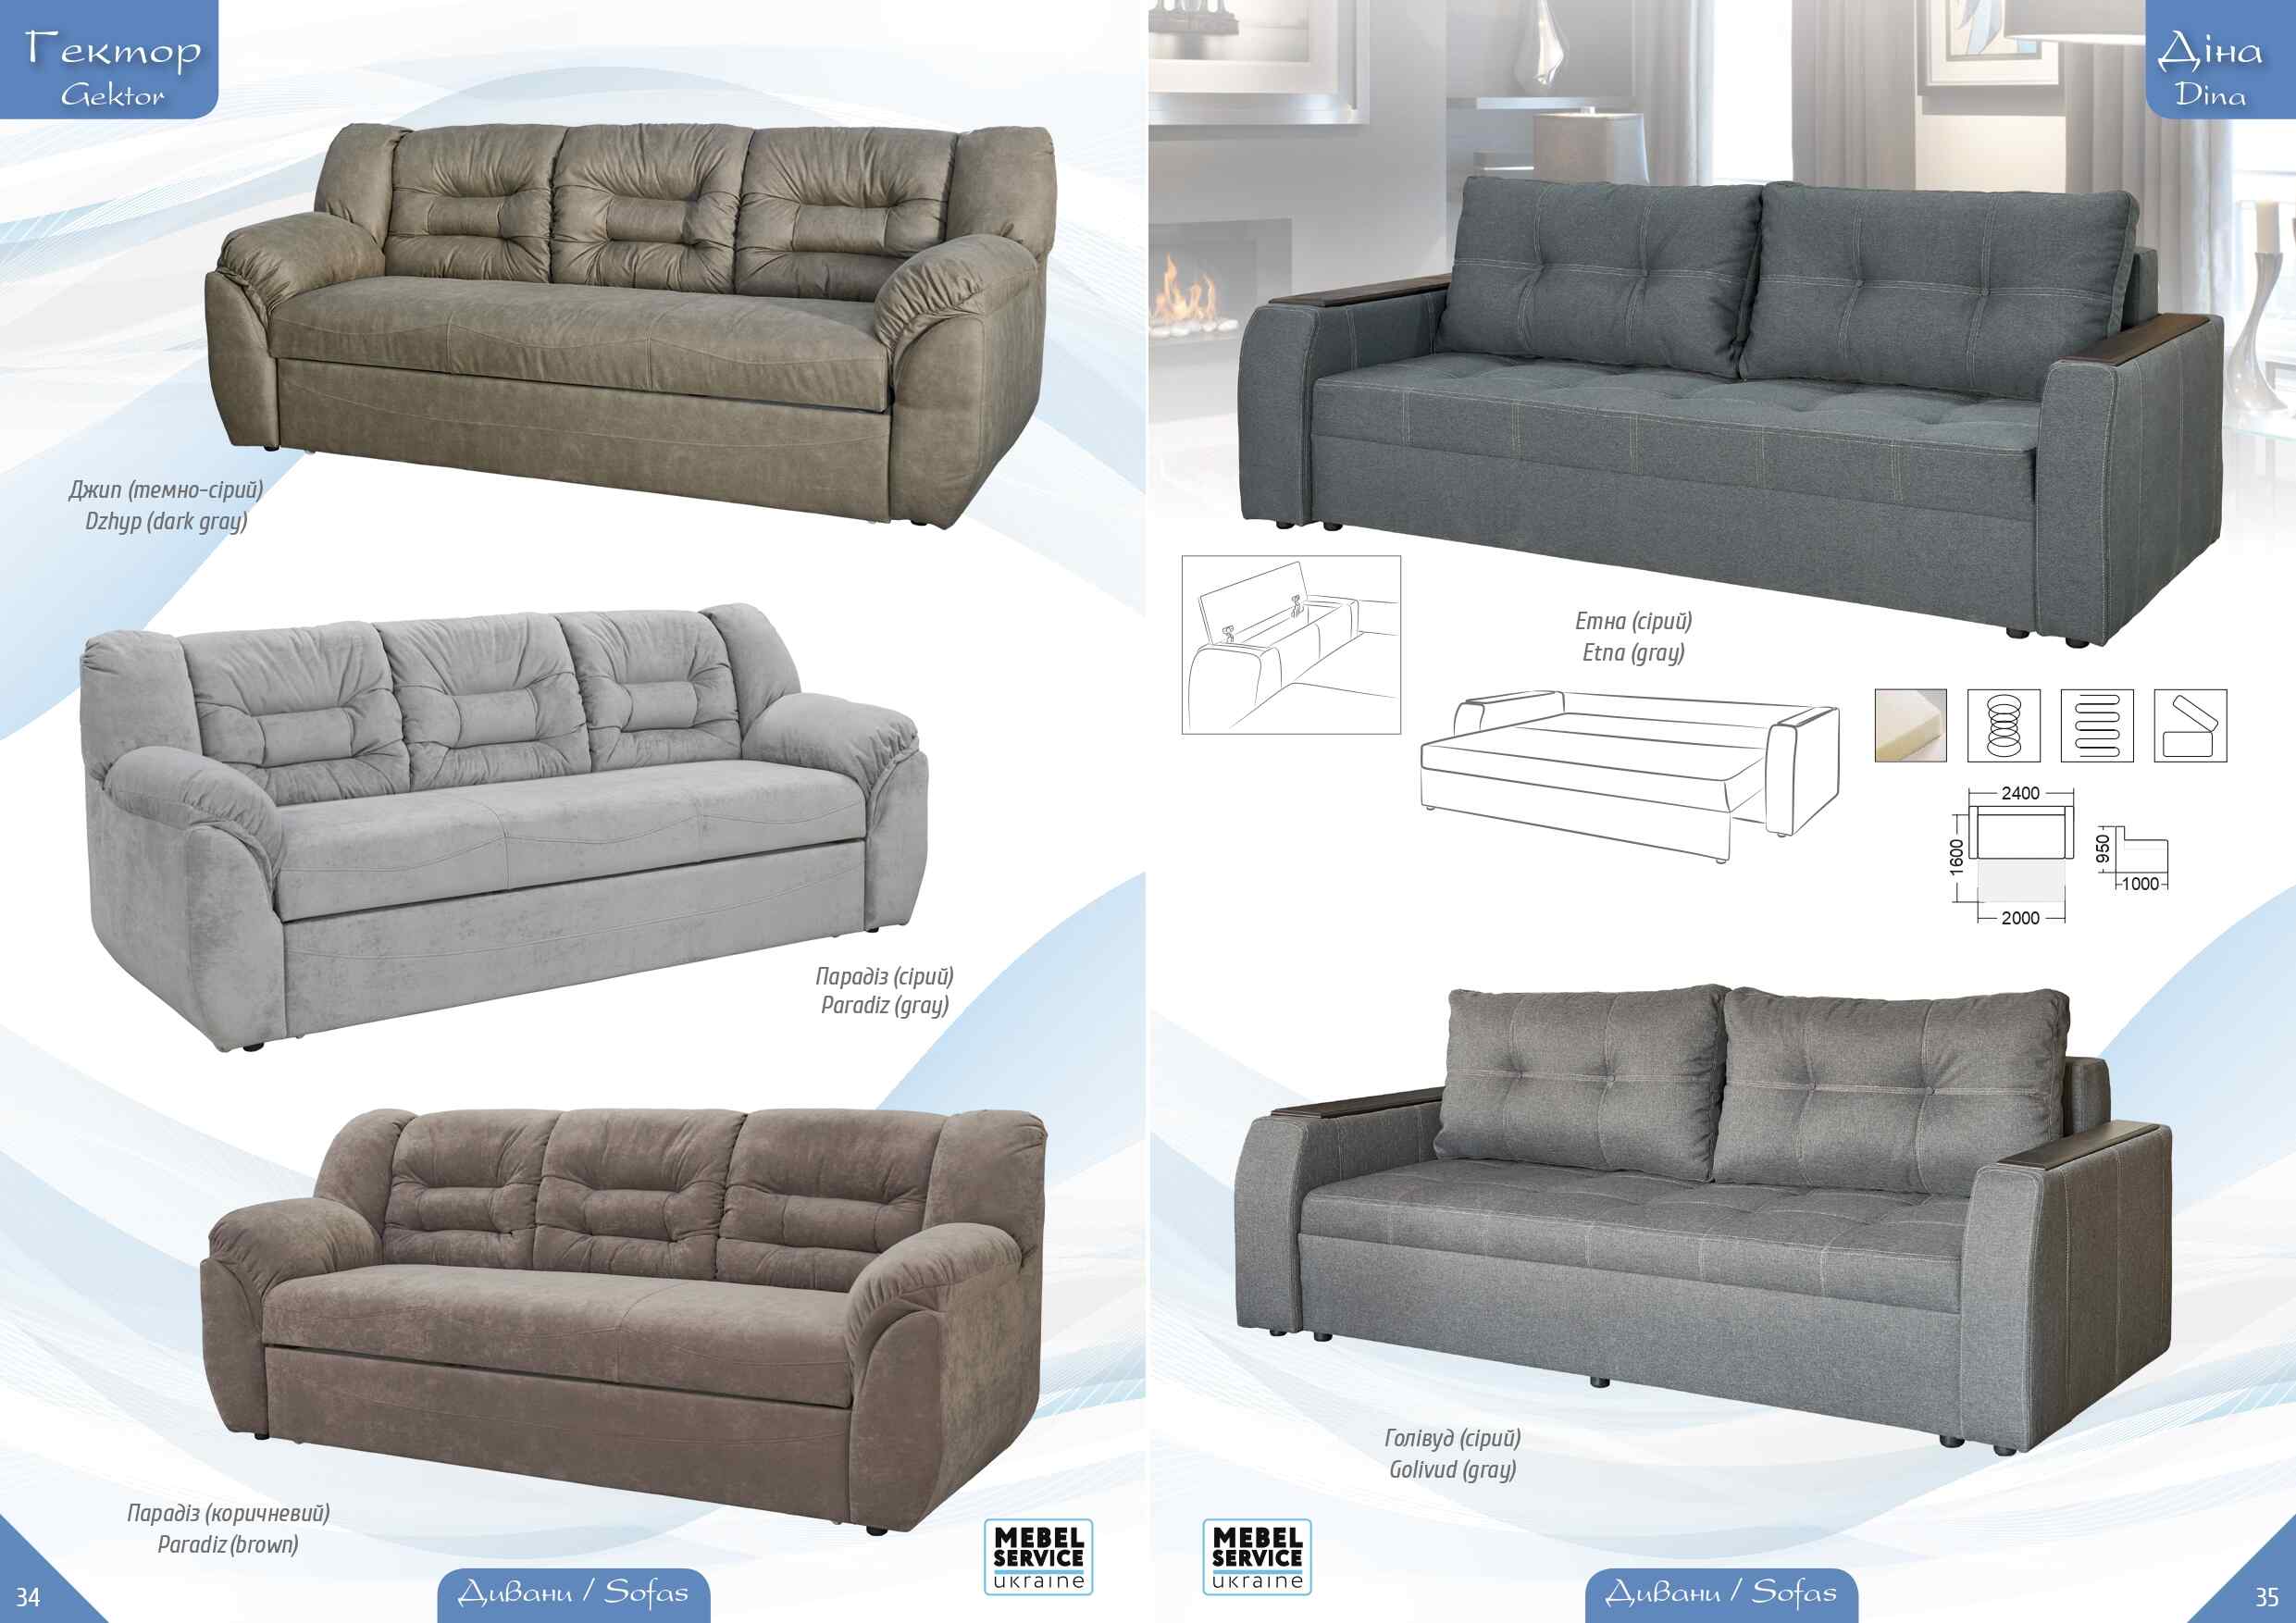 Гектор
Gektor
Джип (темно-сірий)
Dzhyp (dark gray)
Парадіз (сірий)
Paradiz (gray)
Парадіз (коричневий)
Paradiz (brown)
MEBEL
SERVICE
ukraine
34
Дивани / Sofas
Діна
Dina
Етна (сірий)
Etna (gray)
2400
1600
950
1000
2000
Голівуд (сірий)
Golivud (gray)
MEBEL
SERVICE
ukraine
Дивани / Sofas
35